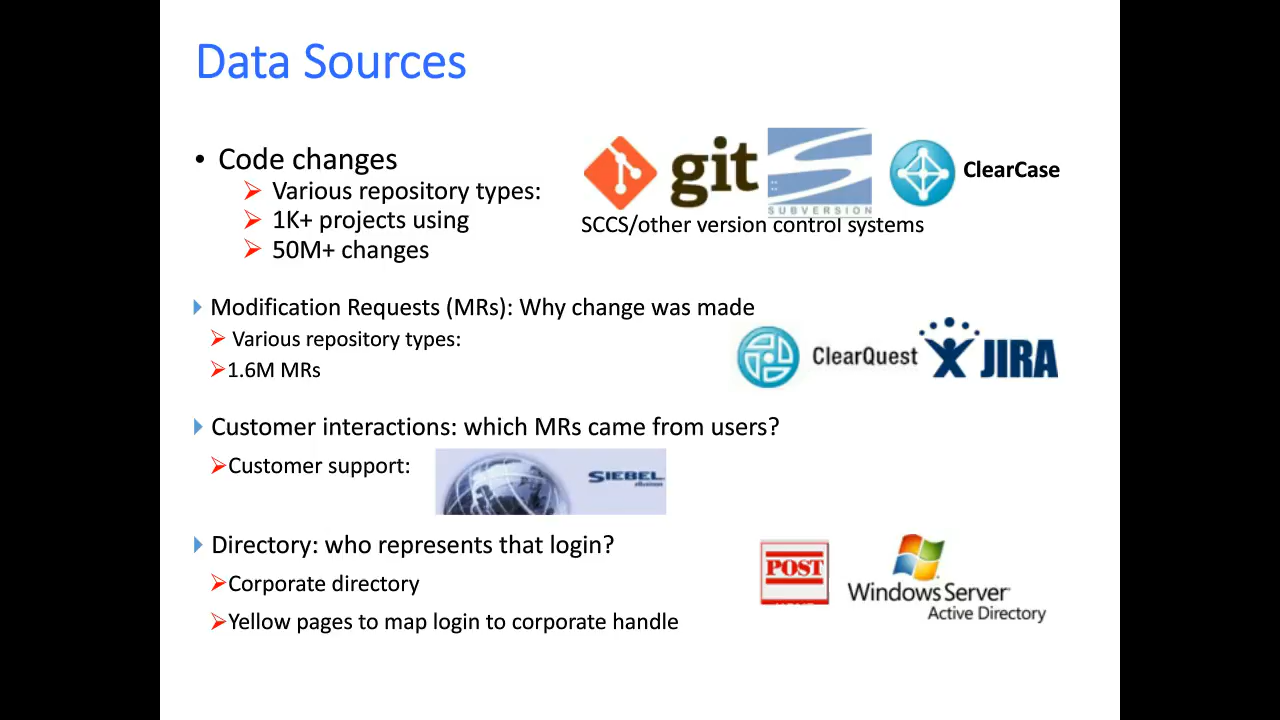 Data Sources
• Code changes
Various repository types:
1K+ projects using
50M+ changes
git
SUBVERSION
ClearCase
SCCS/other version control systems
Modification Requests (MRs): Why change was made
Various repository types:
1.6M MRs
ClearQuest
JIRA
Customer interactions: which MRs came from users?
Customer support:
SIEBEL
Directory: who represents that login?
Corporate directory
Yellow pages to map login to corporate handle
POST
Windows Server
Active Directory